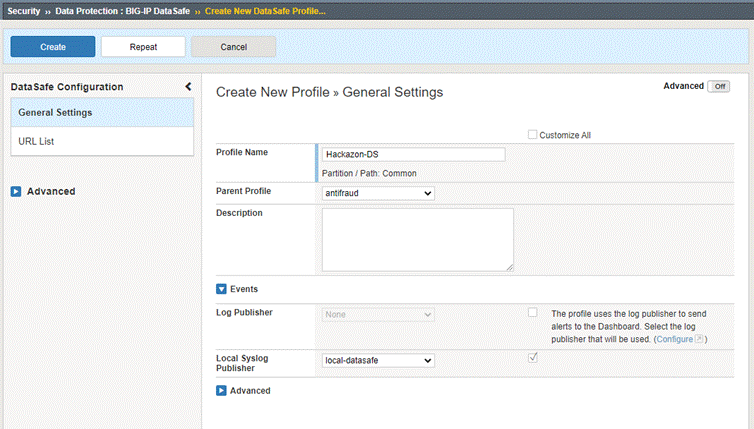 Security ›› Data Protection : BIG-IP DataSafe ›› Create New DataSafe Profile...
Create Repeat Cancel
DataSafe Configuration
General Settings
URL List
Advanced
Create New Profile » General Settings
Advanced Off
Customize All
Profile Name Hackazon-DS
Partition / Path: Common
Parent Profile antifraud
Description
Events
Log Publisher None
The profile uses the log publisher to send
alerts to the Dashboard. Select the log
publisher that will be used. (Configure)
Local Syslog
Publisher
local-datasafe
Advanced